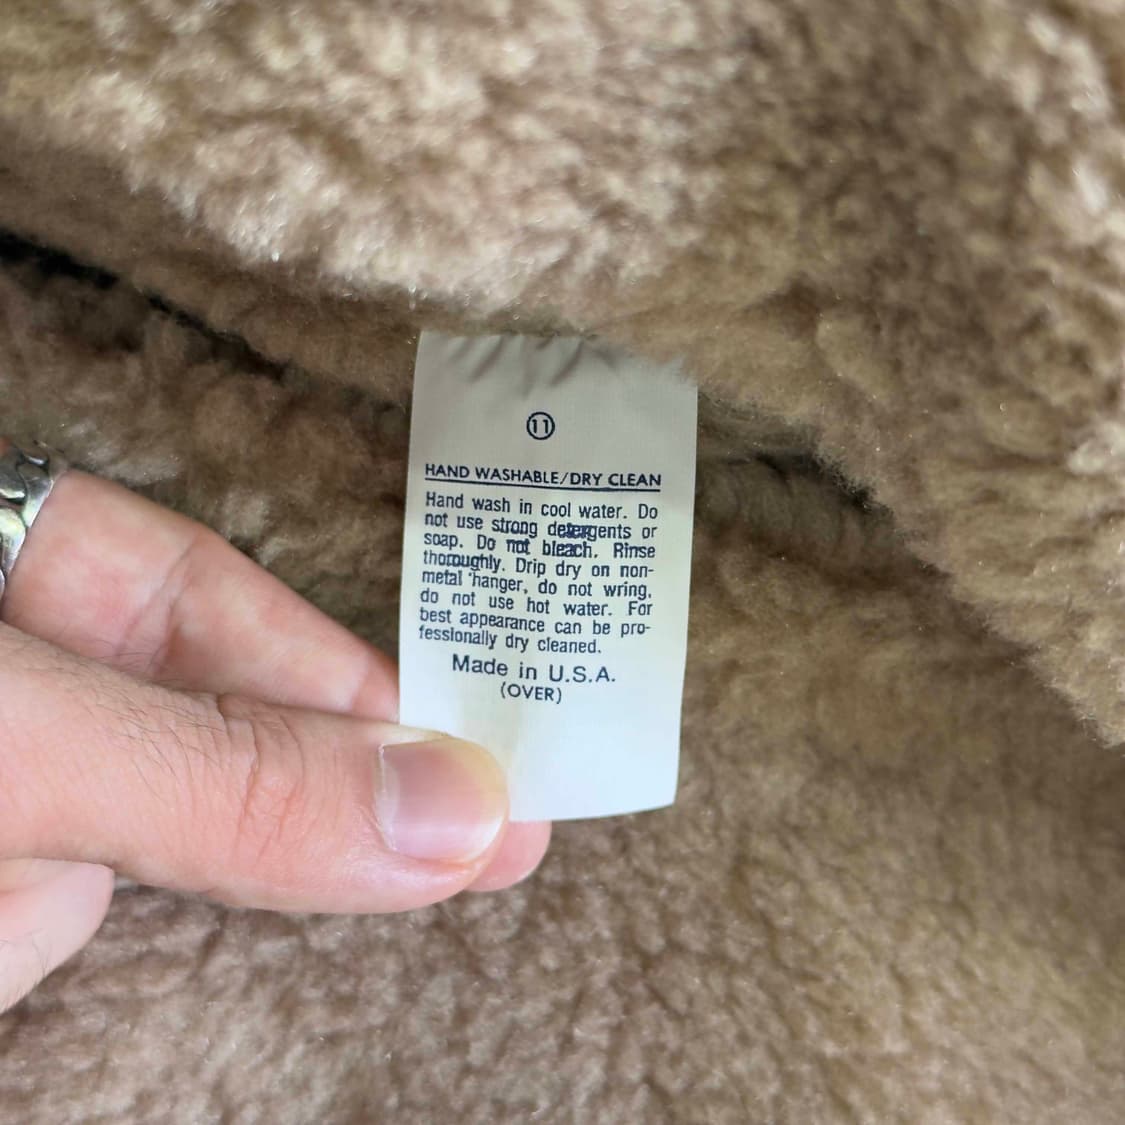 11
HAND WASHABLE/DRY CLEAN
Hand wash in cool water. Do
not use strong detergents or
soap. Do not bleach. Rinse
thoroughly. Drip dry on non-
metal hanger, do not wring,
do not use hot water. For
best appearance can be pro-
fessionally dry cleaned.
Made in U.S.A.
(OVER)